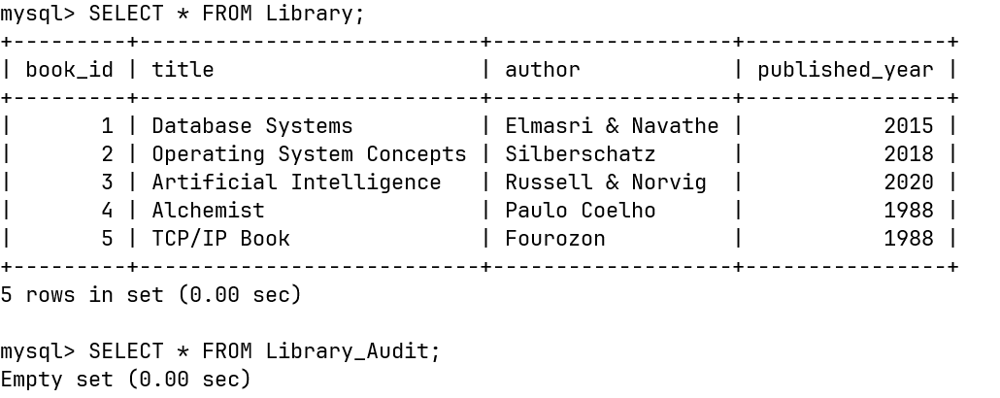 mysql> SELECT * FROM Library;
+---------+---------------------------+-------------------+----------------+
| book_id | title                     | author            | published_year |
+---------+---------------------------+-------------------+----------------+
|       1 | Database Systems          | Elmasri & Navathe |           2015 |
|       2 | Operating System Concepts | Silberschatz      |           2018 |
|       3 | Artificial Intelligence   | Russell & Norvig  |           2020 |
|       4 | Alchemist                 | Paulo Coelho      |           1988 |
|       5 | TCP/IP Book               | Fourozon          |           1988 |
+---------+---------------------------+-------------------+----------------+
5 rows in set (0.00 sec)

mysql> SELECT * FROM Library_Audit;
Empty set (0.00 sec)